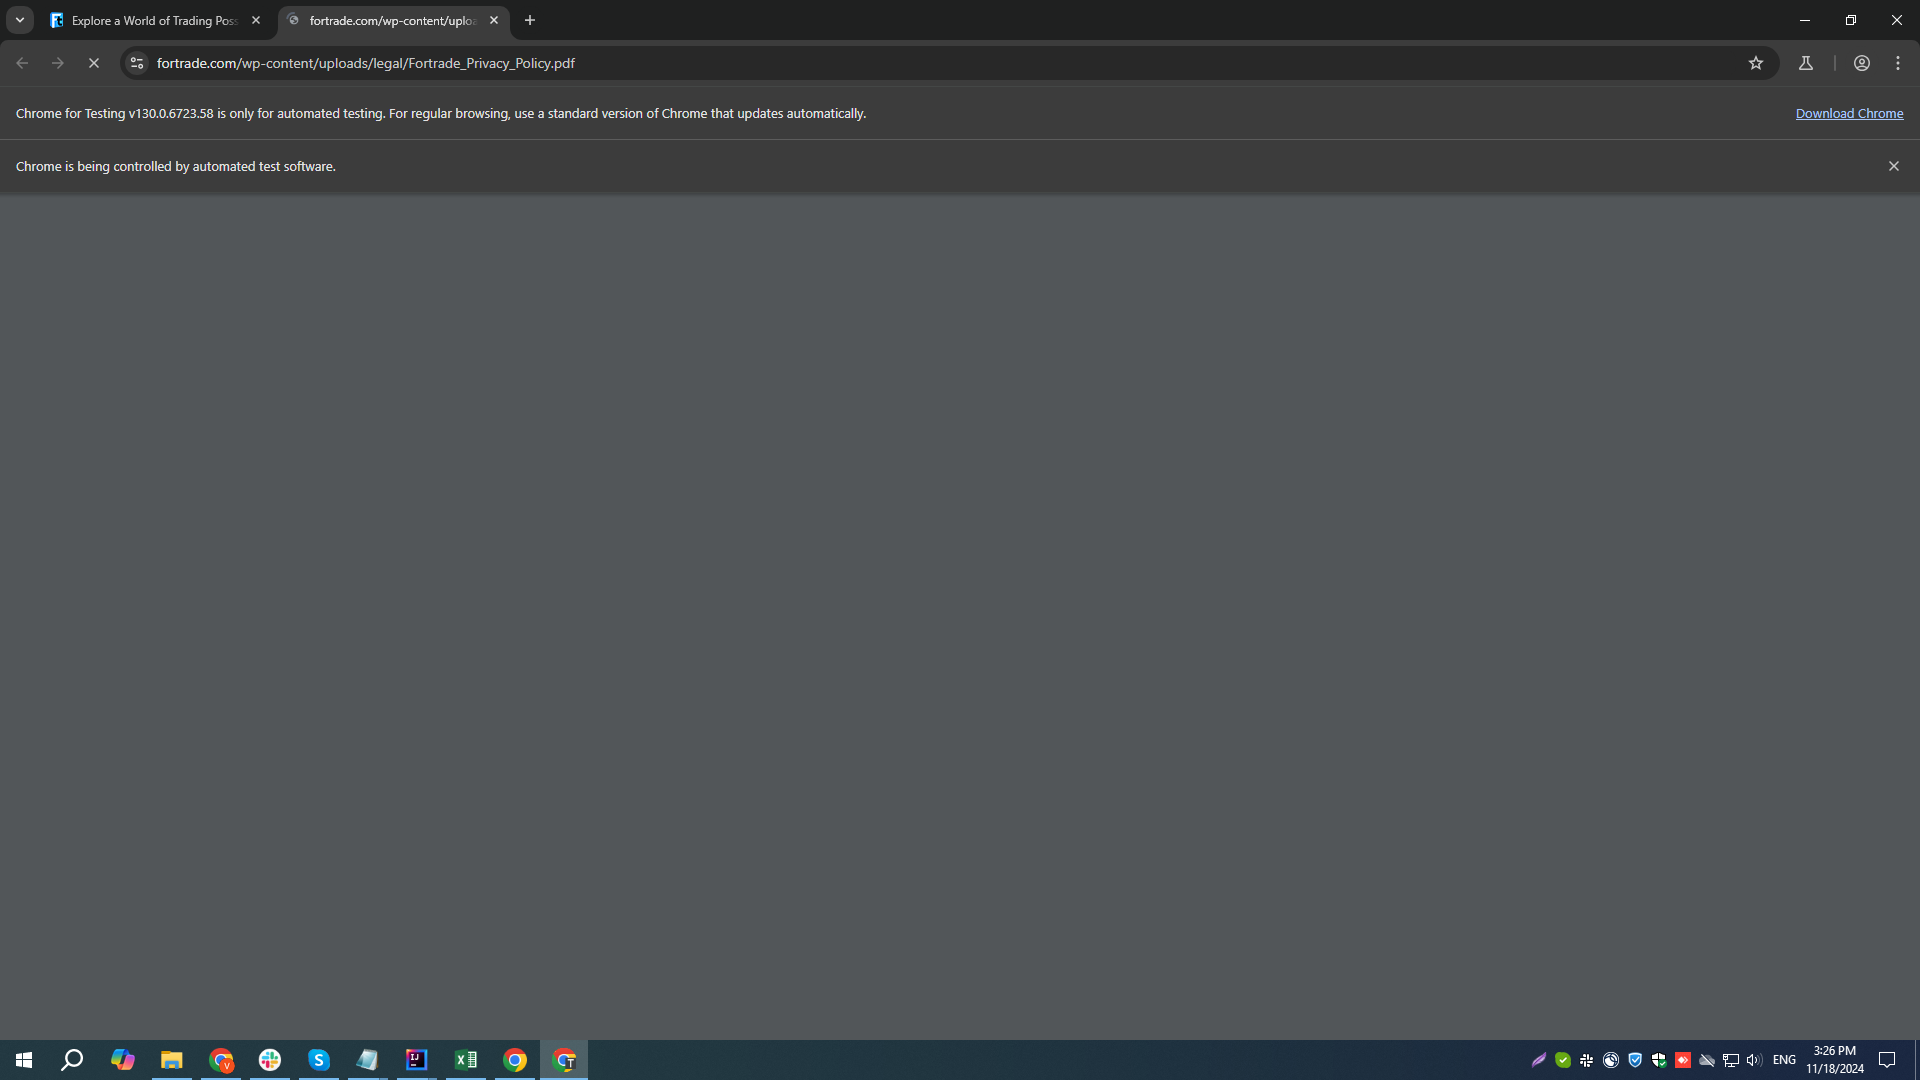 Explore a World of Trading Poss
fortrade.com/wp-content/uploa
fortrade.com/wp-content/uploads/legal/Fortrade_Privacy_Policy.pdf
Chrome for Testing v130.0.6723.58 is only for automated testing. For regular browsing, use a standard version of Chrome that updates automatically.
Download Chrome
Chrome is being controlled by automated test software.
ENG
3:26 PM
11/18/2024